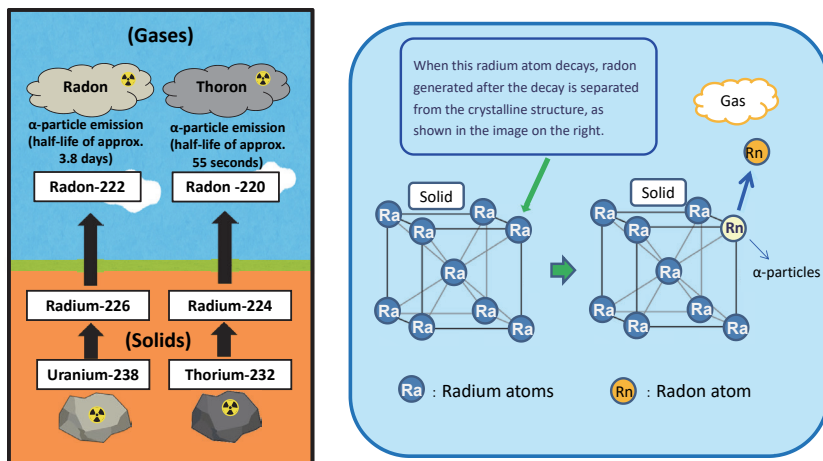 (Gases)
Radon
Thoron
α-particle emission
(half-life of approx.
3.8 days)
α-particle emission
(half-life of approx.
55 seconds)
Radon-222
Radon -220
Radium-226
Radium-224
(Solids)
Uranium-238
Thorium-232
When this radium atom decays, radon
generated after the decay is separated
from the crystalline structure, as
shown in the image on the right.
Gas
Rn
Solid
Ra
Ra
Ra
Ra
Ra
Ra
Ra
Ra
Ra
Solid
Ra
Rn
Ra
Ra
Ra
Ra
Ra
Ra
Ra
α-particles
Ra : Radium atoms
Rn : Radon atom